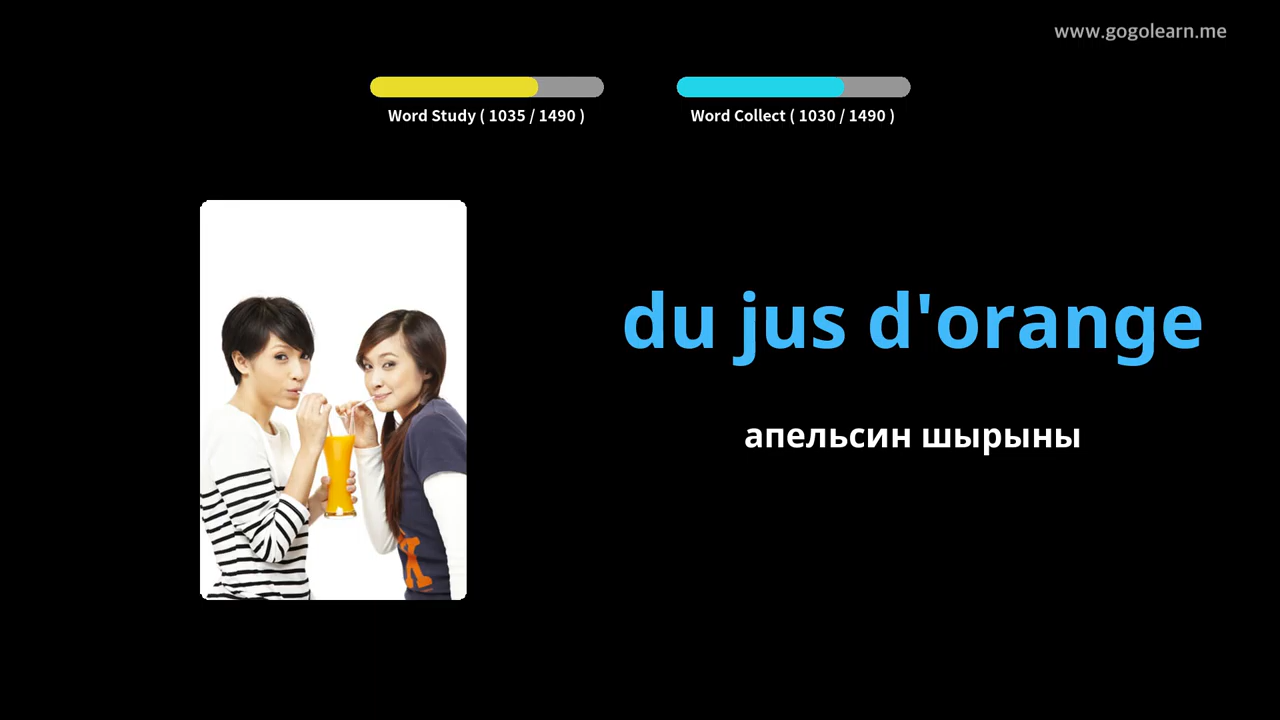 www.gogolearn.me
Word Study ( 1035 / 1490 )
Word Collect ( 1030 / 1490 )
du jus d'orange
апельсин шырыны